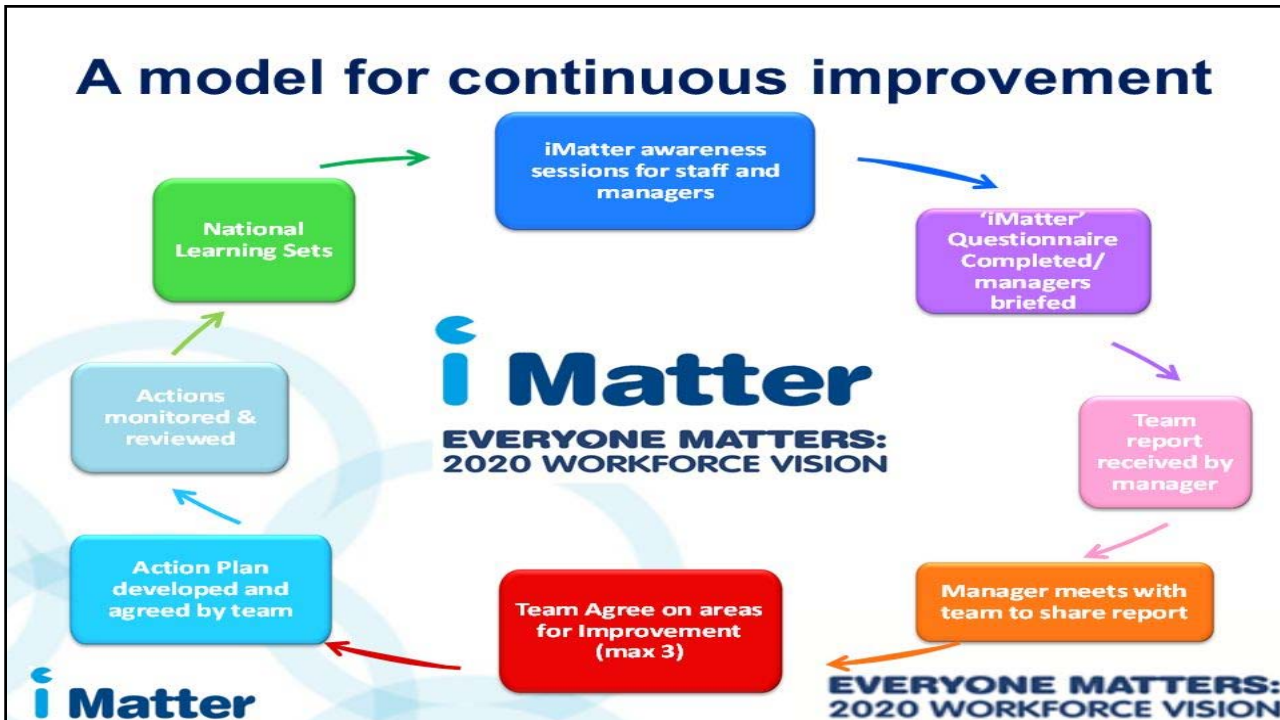 A model for continuous improvement
iMatter awareness
sessions for staff and
managers
‘iMatter’
Questionnaire
Completed/
managers
briefed
Team
report
received by
manager
Manager meets with
team to share report
Team Agree on areas
for Improvement
(max 3)
Action Plan
developed and
agreed by team
Actions
monitored &
reviewed
National
Learning Sets
i Matter
EVERYONE MATTERS:
2020 WORKFORCE VISION
i Matter
EVERYONE MATTERS:
2020 WORKFORCE VISION